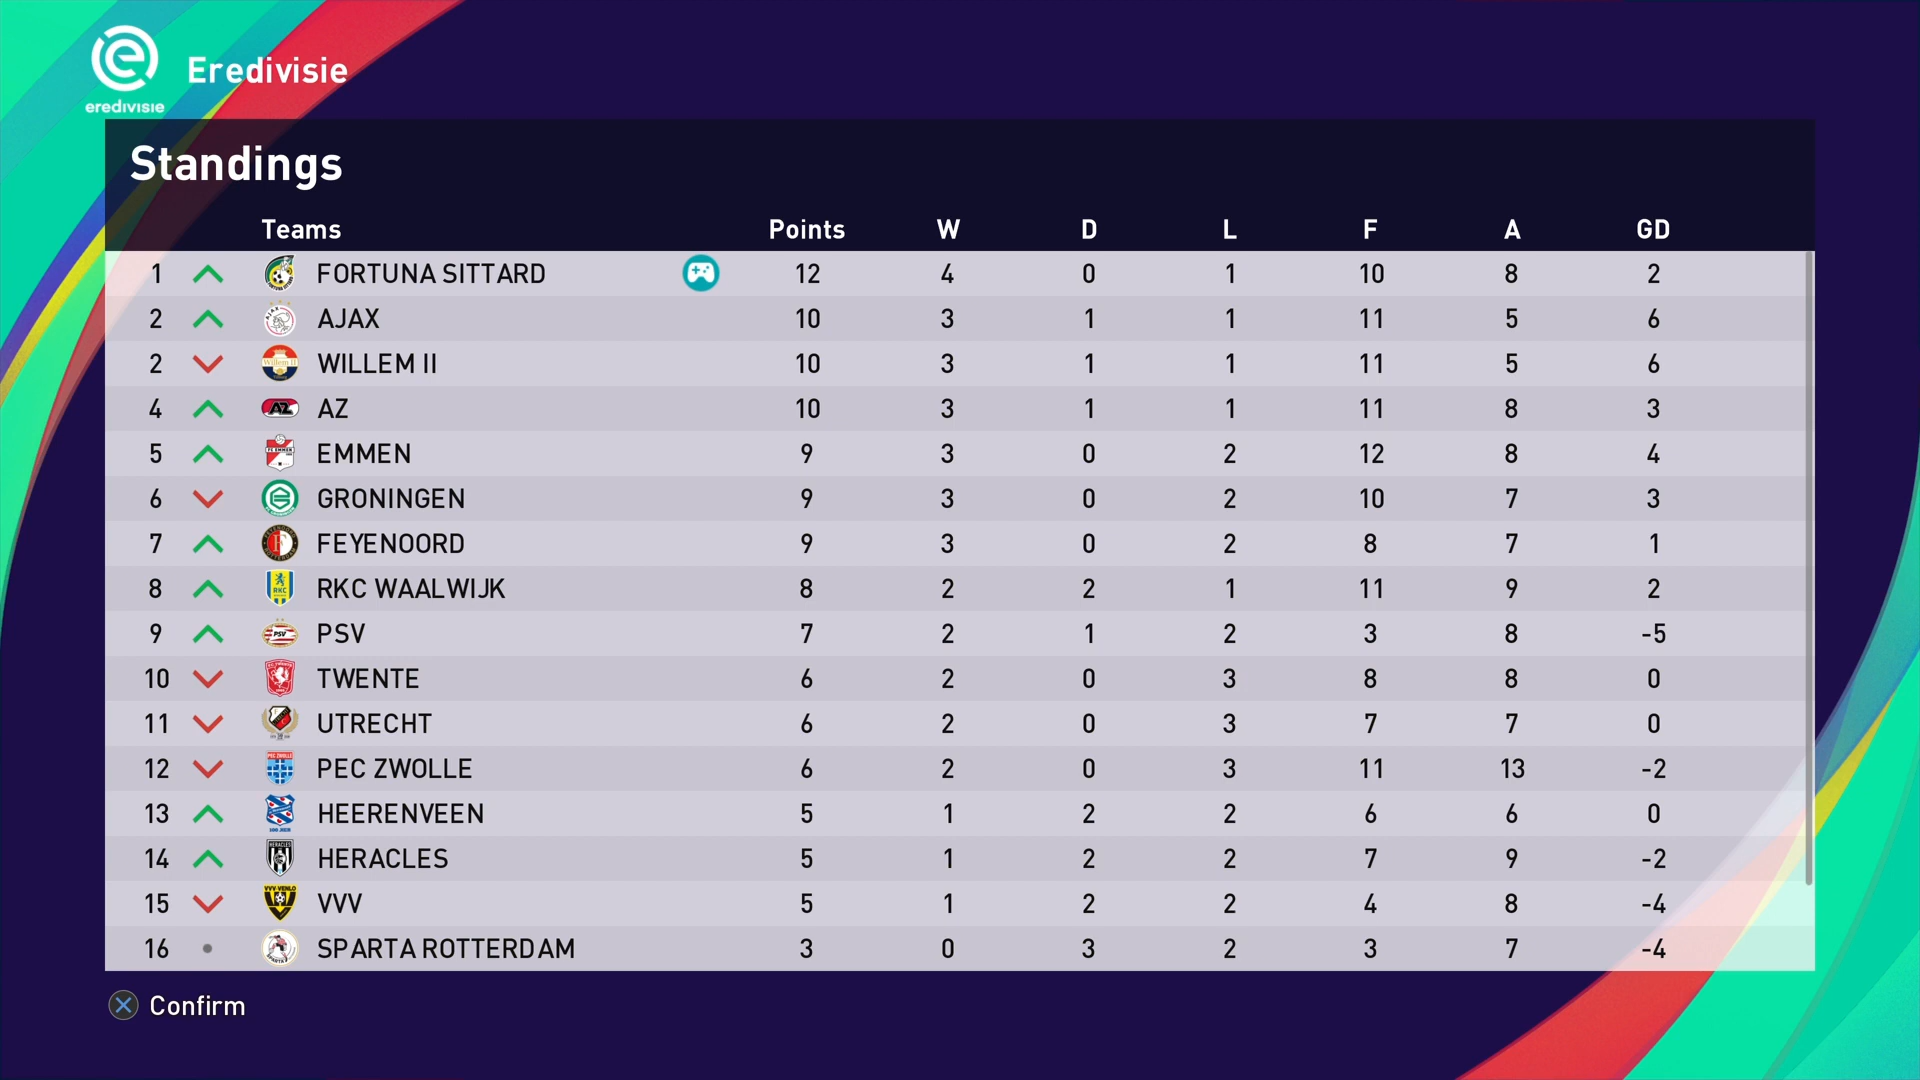 eredivisie
Eredivisie
Standings
Teams Points W D L F A GD
1 FORTUNA SITTARD 12 4 0 1 10 8 2
2 AJAX 10 3 1 1 11 5 6
2 WILLEM II 10 3 1 1 11 5 6
4 AZ 10 3 1 1 11 8 3
5 EMMEN 9 3 0 2 12 8 4
6 GRONINGEN 9 3 0 2 10 7 3
7 FEYENOORD 9 3 0 2 8 7 1
8 RKC WAALWIJK 8 2 2 1 11 9 2
9 PSV 7 2 1 2 3 8 -5
10 TWENTE 6 2 0 3 8 8 0
11 UTRECHT 6 2 0 3 7 7 0
12 PEC ZWOLLE 6 2 0 3 11 13 -2
13 HEERENVEEN 5 1 2 2 6 6 0
14 HERACLES 5 1 2 2 7 9 -2
15 VVV 5 1 2 2 4 8 -4
16 SPARTA ROTTERDAM 3 0 3 2 3 7 -4
Confirm